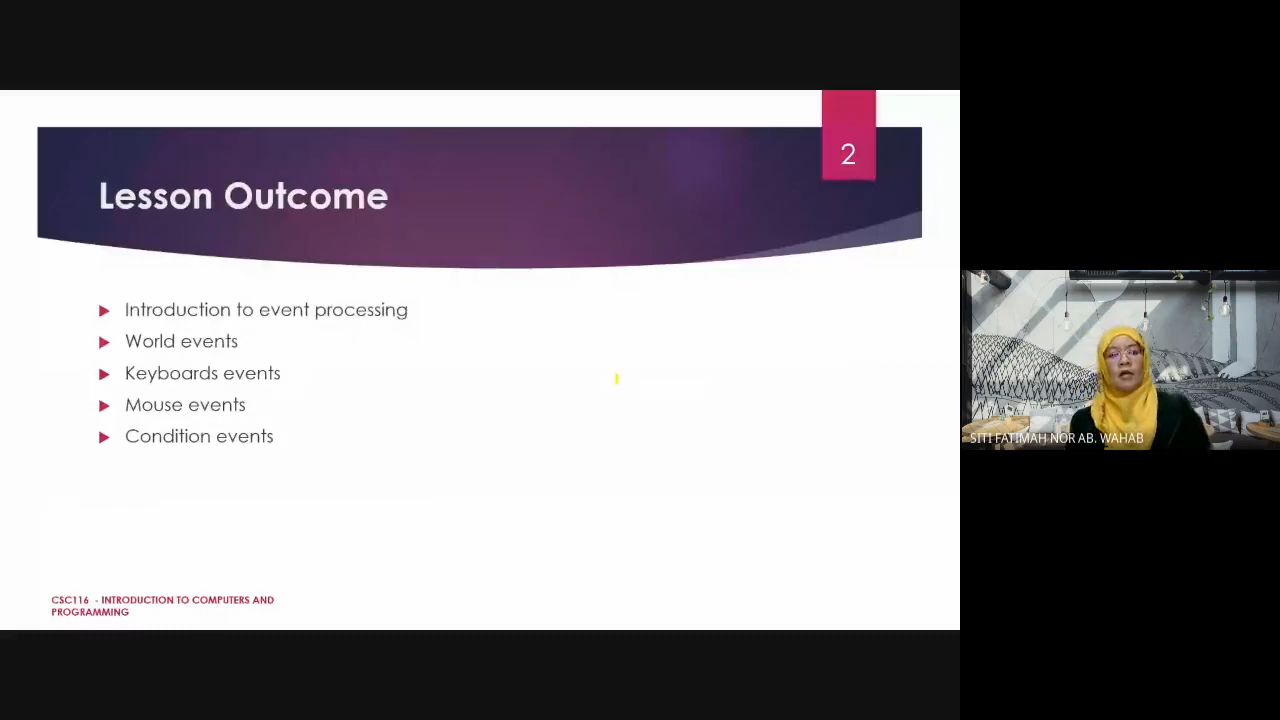 2
Lesson Outcome
Introduction to event processing
World events
Keyboards events
Mouse events
Condition events
CSC116 - INTRODUCTION TO COMPUTERS AND
PROGRAMMING
SITI FATIMAH NOR AB. WAHAB